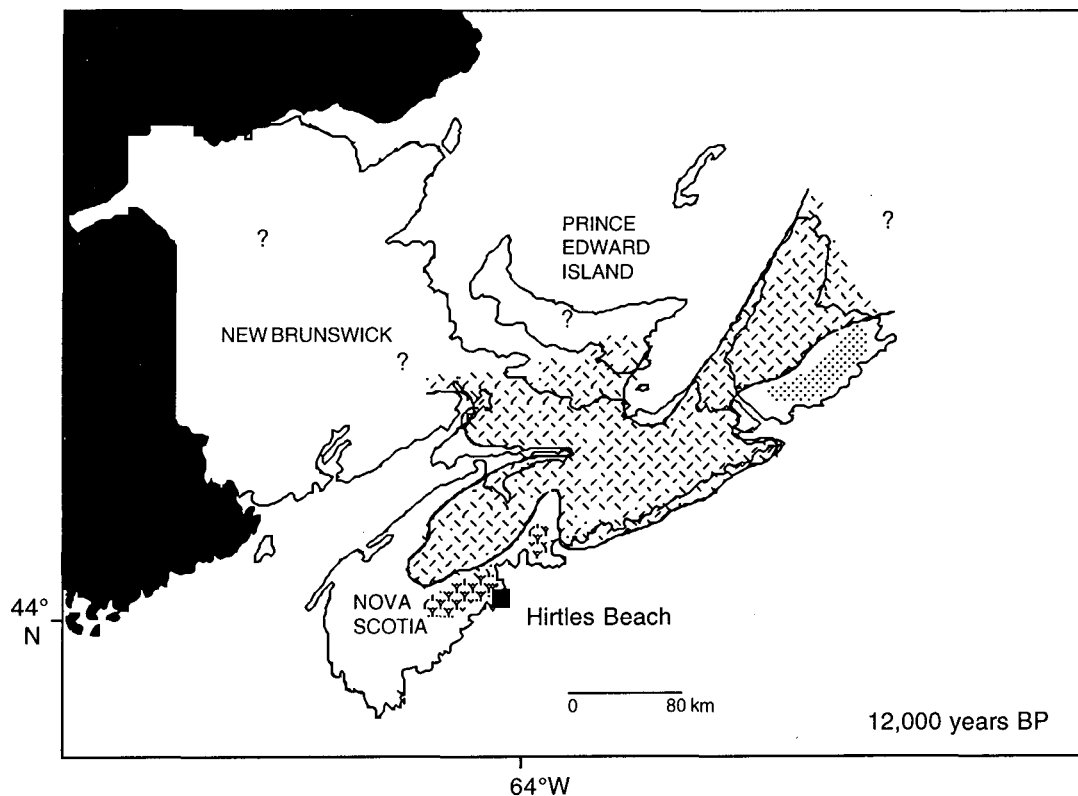 ?
PRINCE
EDWARD
ISLAND
?
?
NEW BRUNSWICK
?
44°
N
NOVA
SCOTIA
Hirtles Beach
0 80 km
12,000 years BP
64°W